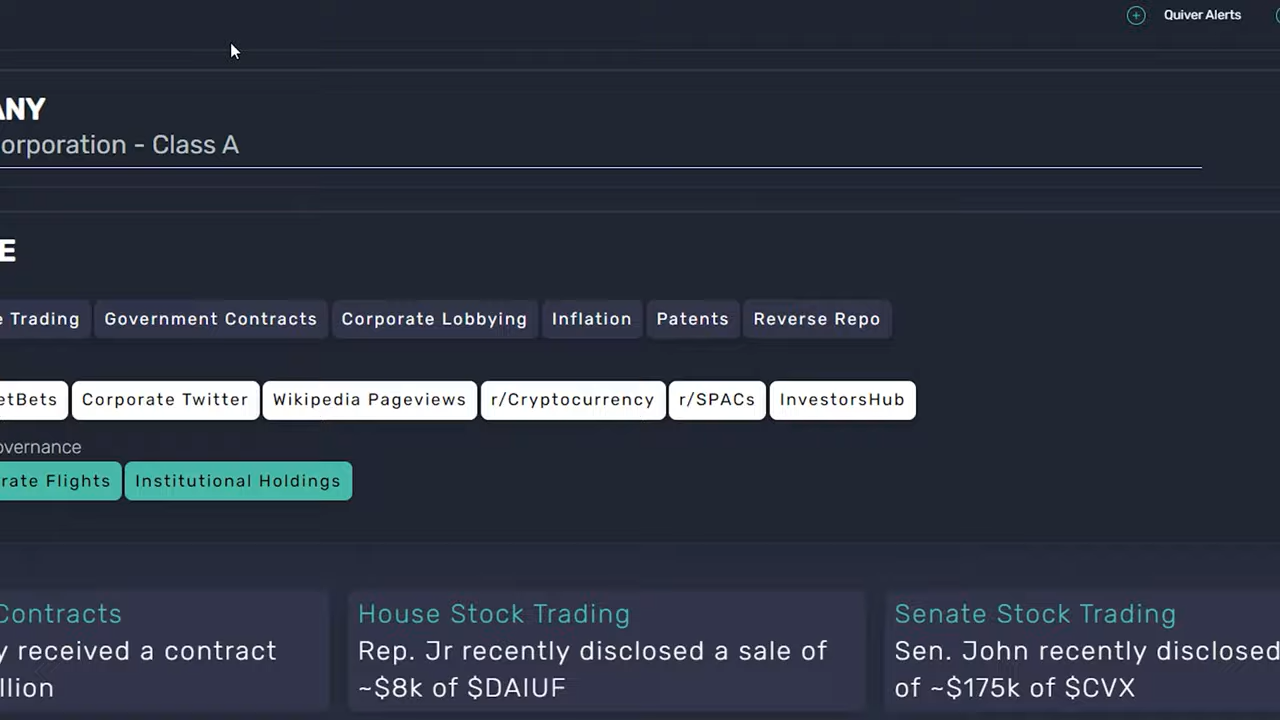 Quiver Alerts
ANY
orporation - Class A
E
e Trading Government Contracts Corporate Lobbying Inflation Patents Reverse Repo
etBets Corporate Twitter Wikipedia Pageviews r/Cryptocurrency r/SPACs InvestorsHub
overnance
rate Flights Institutional Holdings
Contracts
y received a contract
llion
House Stock Trading
Rep. Jr recently disclosed a sale of
~$8k of $DAIUF
Senate Stock Trading
Sen. John recently disclosed
of ~$175k of $CVX